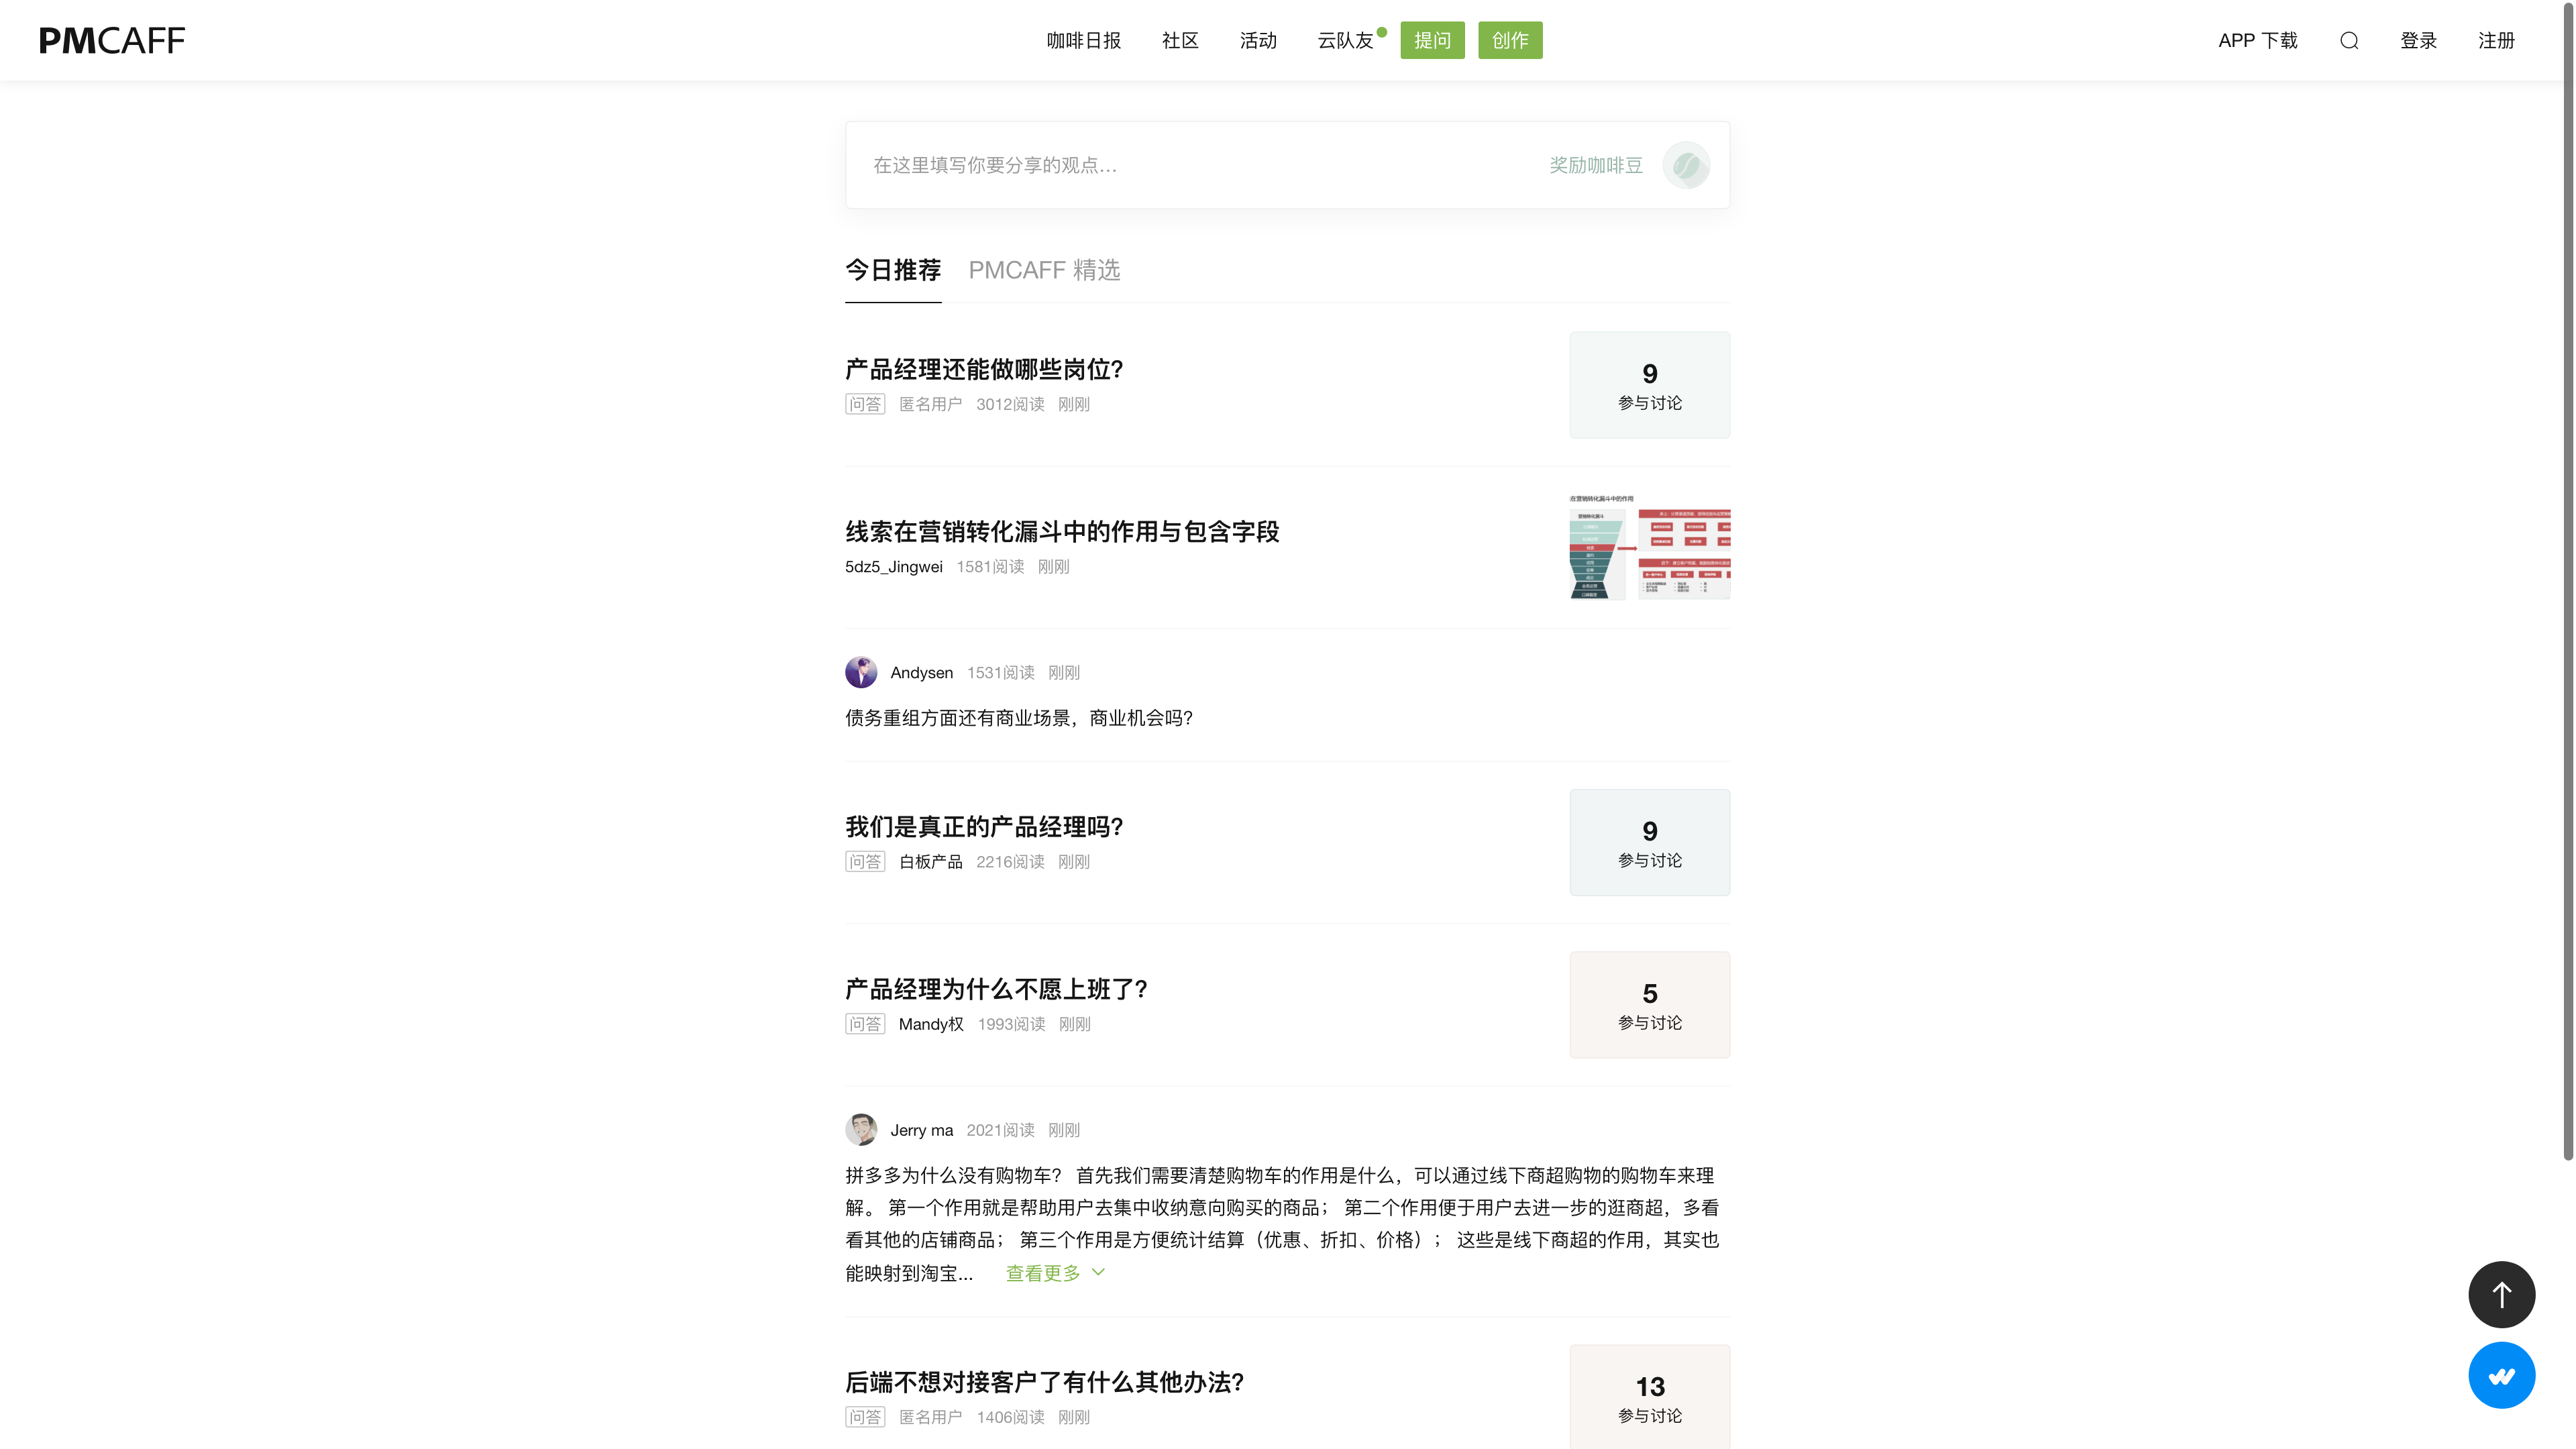 PMCAFF
咖啡日报
社区
活动
云队友
提问
创作
APP 下载
登录
注册
在这里填写你要分享的观点...
奖励咖啡豆
今日推荐
PMCAFF 精选
产品经理还能做哪些岗位?
问答 匿名用户 3012阅读 刚刚
9
参与讨论
线索在营销转化漏斗中的作用与包含字段
5dz5_Jingwei 1581阅读 刚刚
在营销转化漏斗中的作用
营销转化漏斗
Andysen 1531阅读 刚刚
债务重组方面还有商业场景，商业机会吗?
我们是真正的产品经理吗?
问答 白板产品 2216阅读 刚刚
9
参与讨论
产品经理为什么不愿上班了?
问答 Mandy权 1993阅读 刚刚
5
参与讨论
Jerry ma 2021阅读 刚刚
拼多多为什么没有购物车? 首先我们需要清楚购物车的作用是什么，可以通过线下商超购物的购物车来理
解。 第一个作用就是帮助用户去集中收纳意向购买的商品； 第二个作用便于用户去进一步的逛商超，多看
看其他的店铺商品； 第三个作用是方便统计结算（优惠、折扣、价格）； 这些是线下商超的作用，其实也
能映射到淘宝... 查看更多
后端不想对接客户了有什么其他办法?
问答 匿名用户 1406阅读 刚刚
13
参与讨论